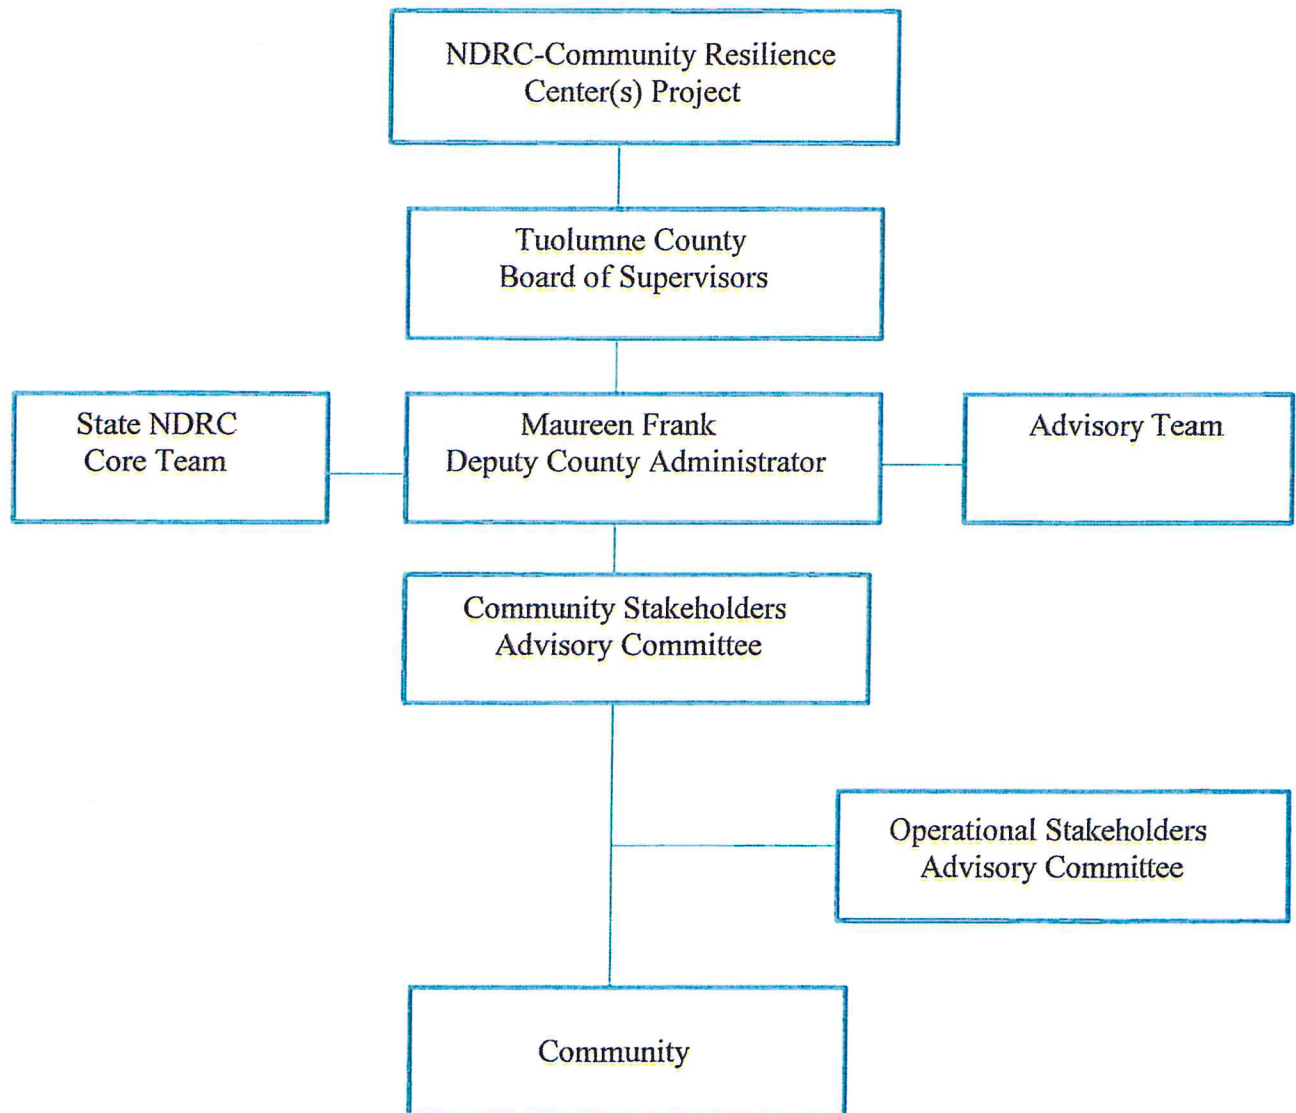 NDRC-Community Resilience
Center(s) Project
Tuolumne County
Board of Supervisors
State NDRC
Core Team
Maureen Frank
Deputy County Administrator
Advisory Team
Community Stakeholders
Advisory Committee
Operational Stakeholders
Advisory Committee
Community